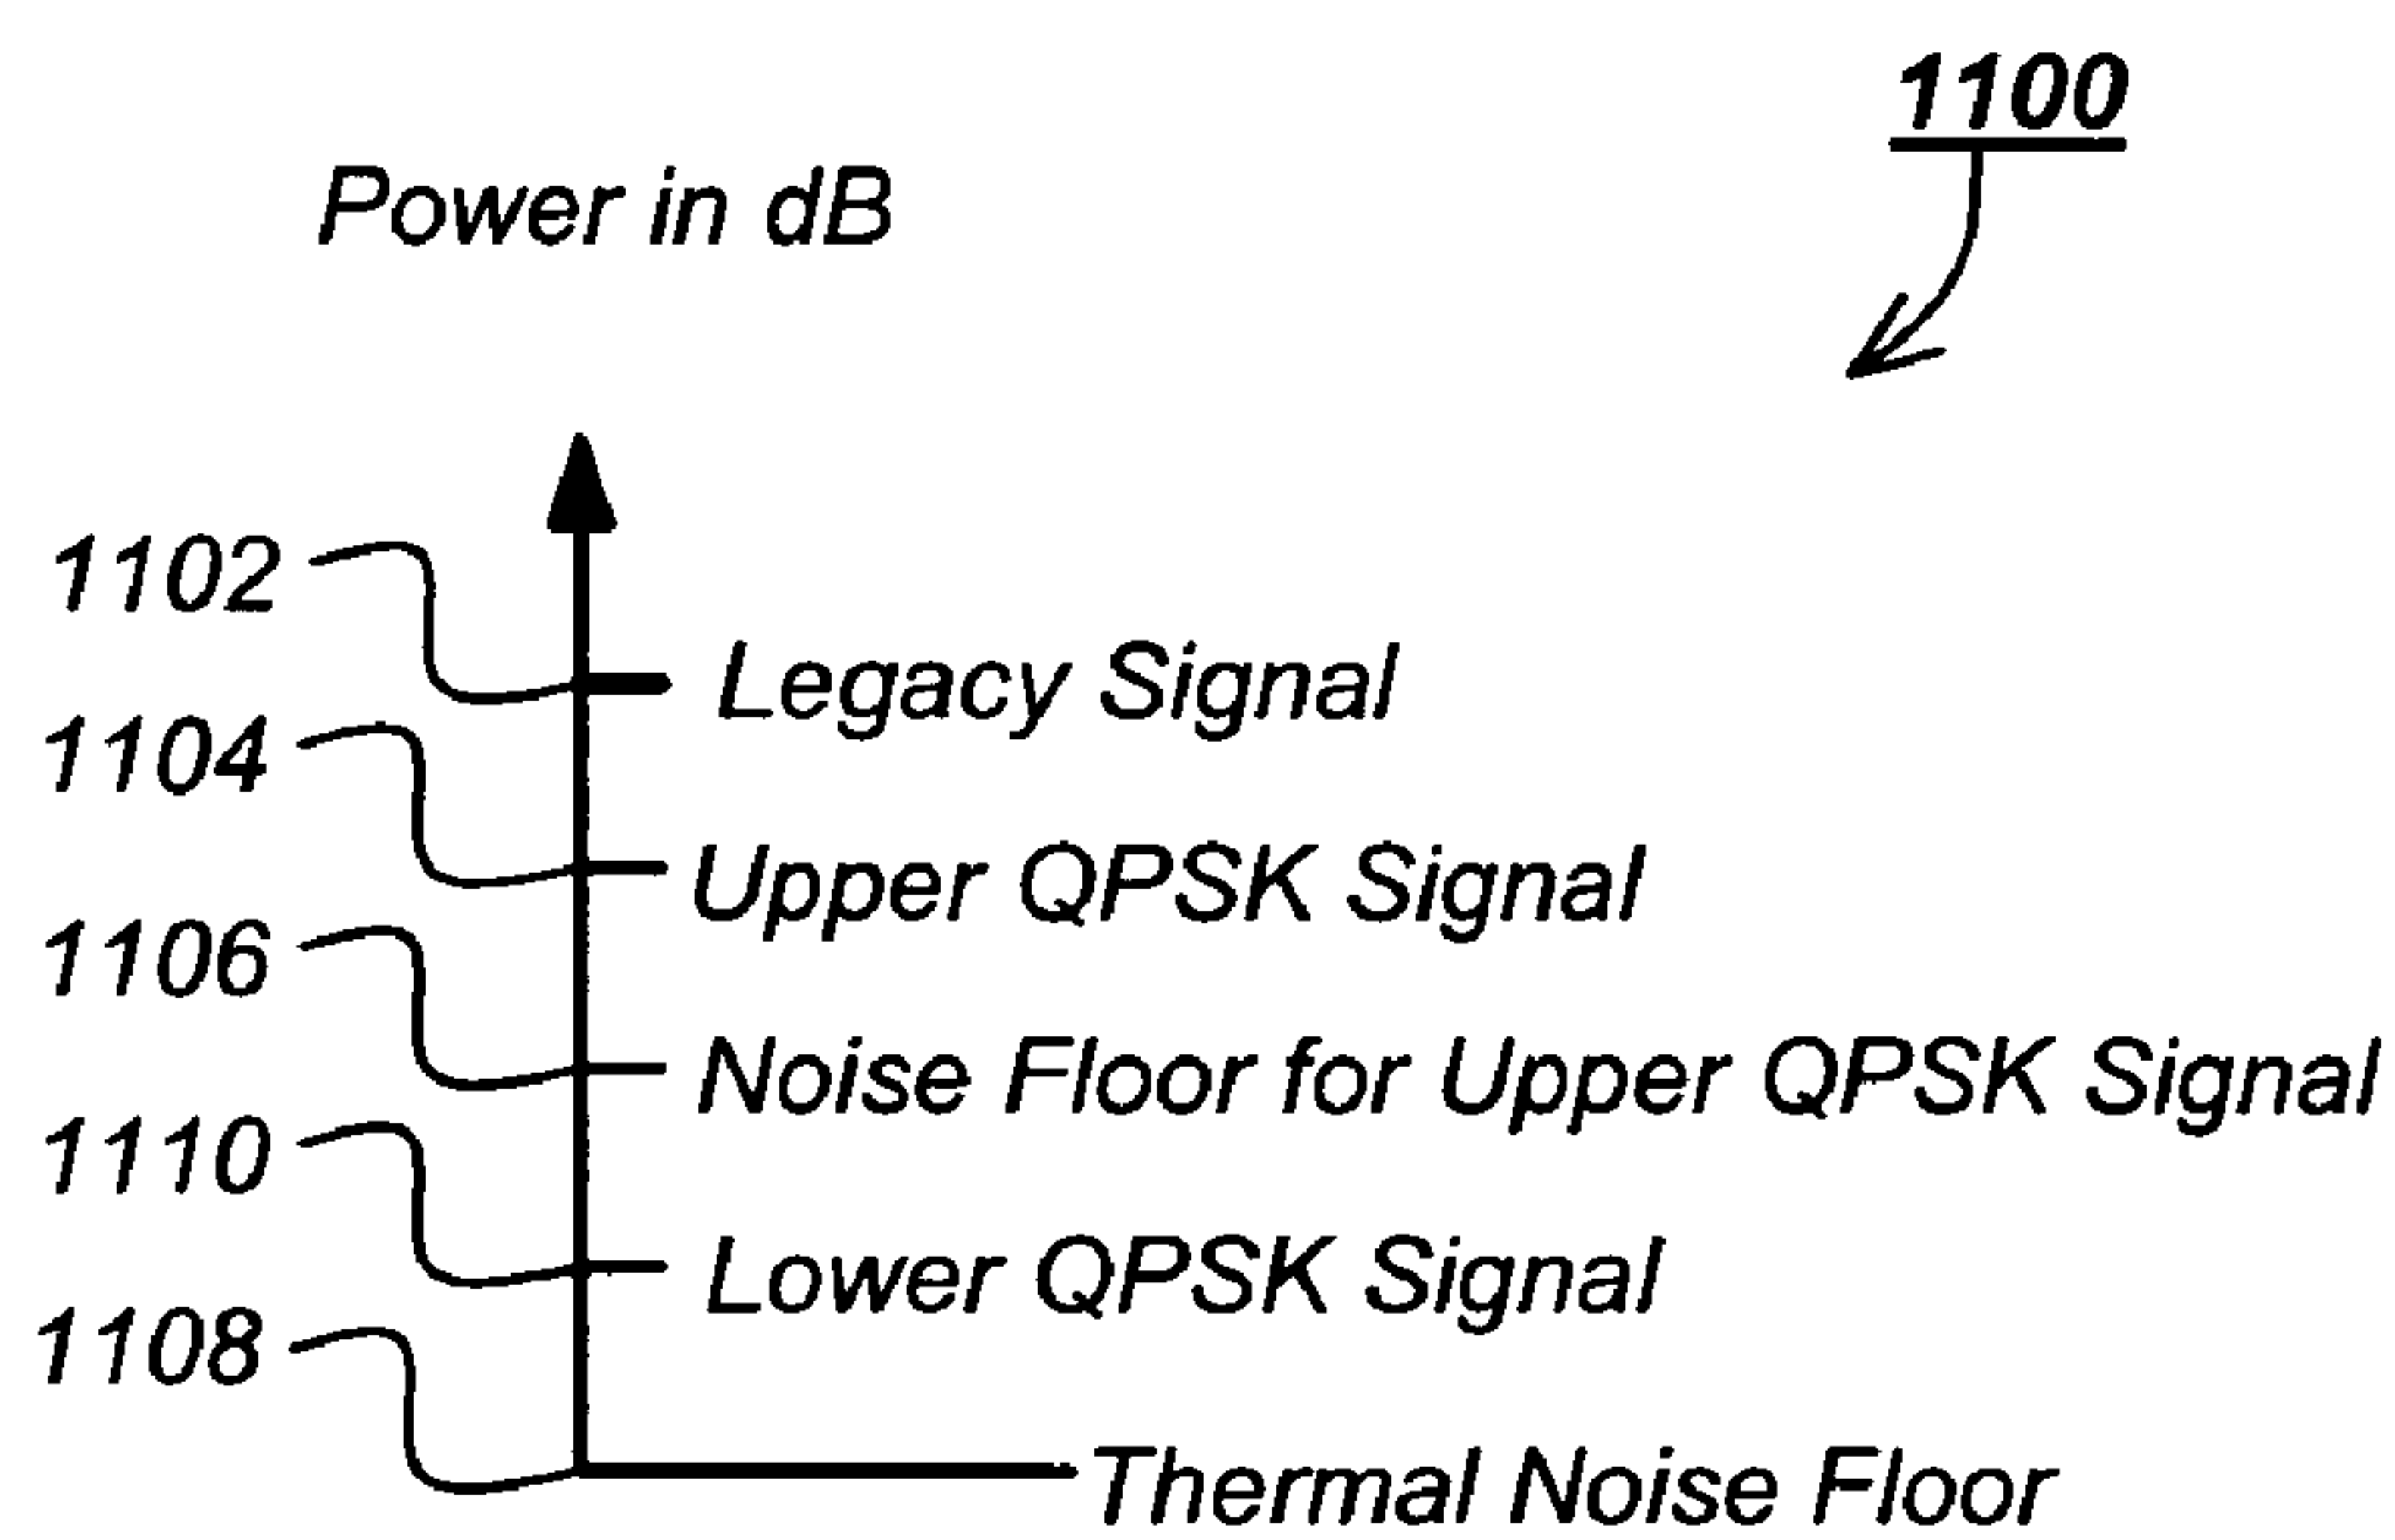 1100
Power in dB
1102
Legacy Signal
1104
Upper QPSK Signal
1106
Noise Floor for Upper QPSK Signal
1110
Lower QPSK Signal
1108
Thermal Noise Floor